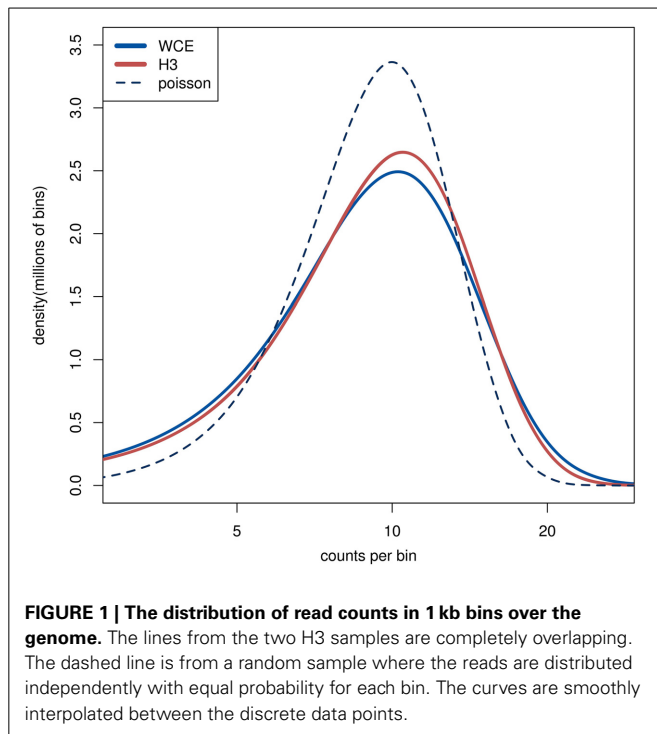 WCE
H3
poisson
3.5
3.0
2.5
2.0
1.5
1.0
0.5
0.0
density(millions of bins)
5 10 20
counts per bin
FIGURE 1 | The distribution of read counts in 1 kb bins over the
genome. The lines from the two H3 samples are completely overlapping.
The dashed line is from a random sample where the reads are distributed
independently with equal probability for each bin. The curves are smoothly
interpolated between the discrete data points.